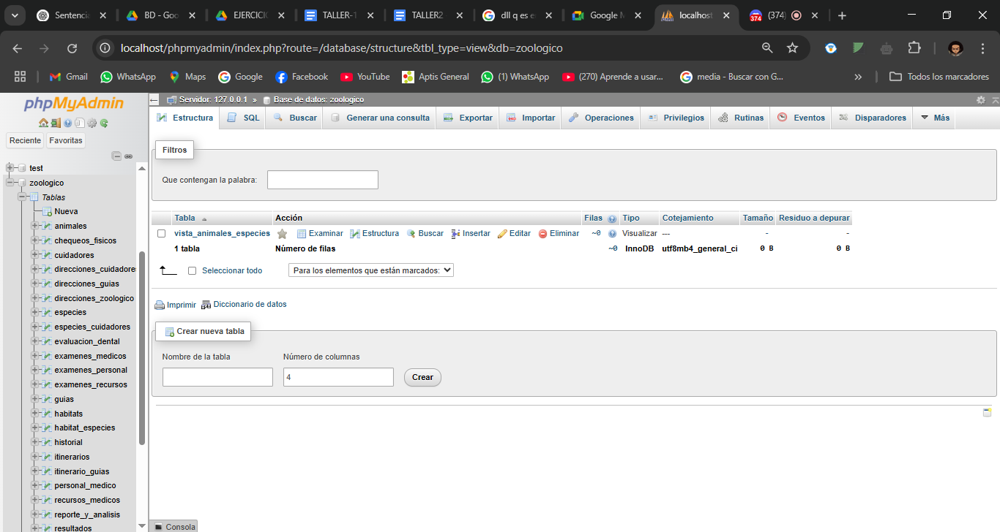 Sentencia
BD - Goo
EJERCICIO
TALLER-1
TALLER2
dll q es e
Google M
localhost
374 (374)
localhost/phpmyadmin/index.php?route=/database/structure&tbl_type=view&db=zoologico
Gmail WhatsApp Maps Google Facebook YouTube Aptis General (1) WhatsApp (270) Aprende a usar... media - Buscar con G... » Todos los marcadores
phpMyAdmin
Reciente Favoritas
test
zoologico
Tablas
Nueva
animales
chequeos_fisicos
cuidadores
direcciones_cuidadores
direcciones_guias
direcciones_zoologico
especies
especies_cuidadores
evaluacion_dental
examenes_medicos
examenes_personal
examenes_recursos
guias
habitats
habitat_especies
historial
itinerarios
itinerario_guias
personal_medico
recursos_medicos
reporte_y_analisis
resultados
Servidor: 127.0.0.1 » Base de datos: zoologico
Estructura SQL Buscar Generar una consulta Exportar Importar Operaciones Privilegios Rutinas Eventos Disparadores Más
Filtros
Que contengan la palabra:
Tabla Acción Filas Tipo Cotejamiento Tamaño Residuo a depurar
vista_animales_especies Examinar Estructura Buscar Insertar Editar Eliminar ~0 Visualizar --- - -
1 tabla Número de filas ~0 InnoDB utf8mb4_general_ci 0 B 0 B
Seleccionar todo Para los elementos que están marcados:
Imprimir Diccionario de datos
Crear nueva tabla
Nombre de la tabla Número de columnas
4 Crear
Consola